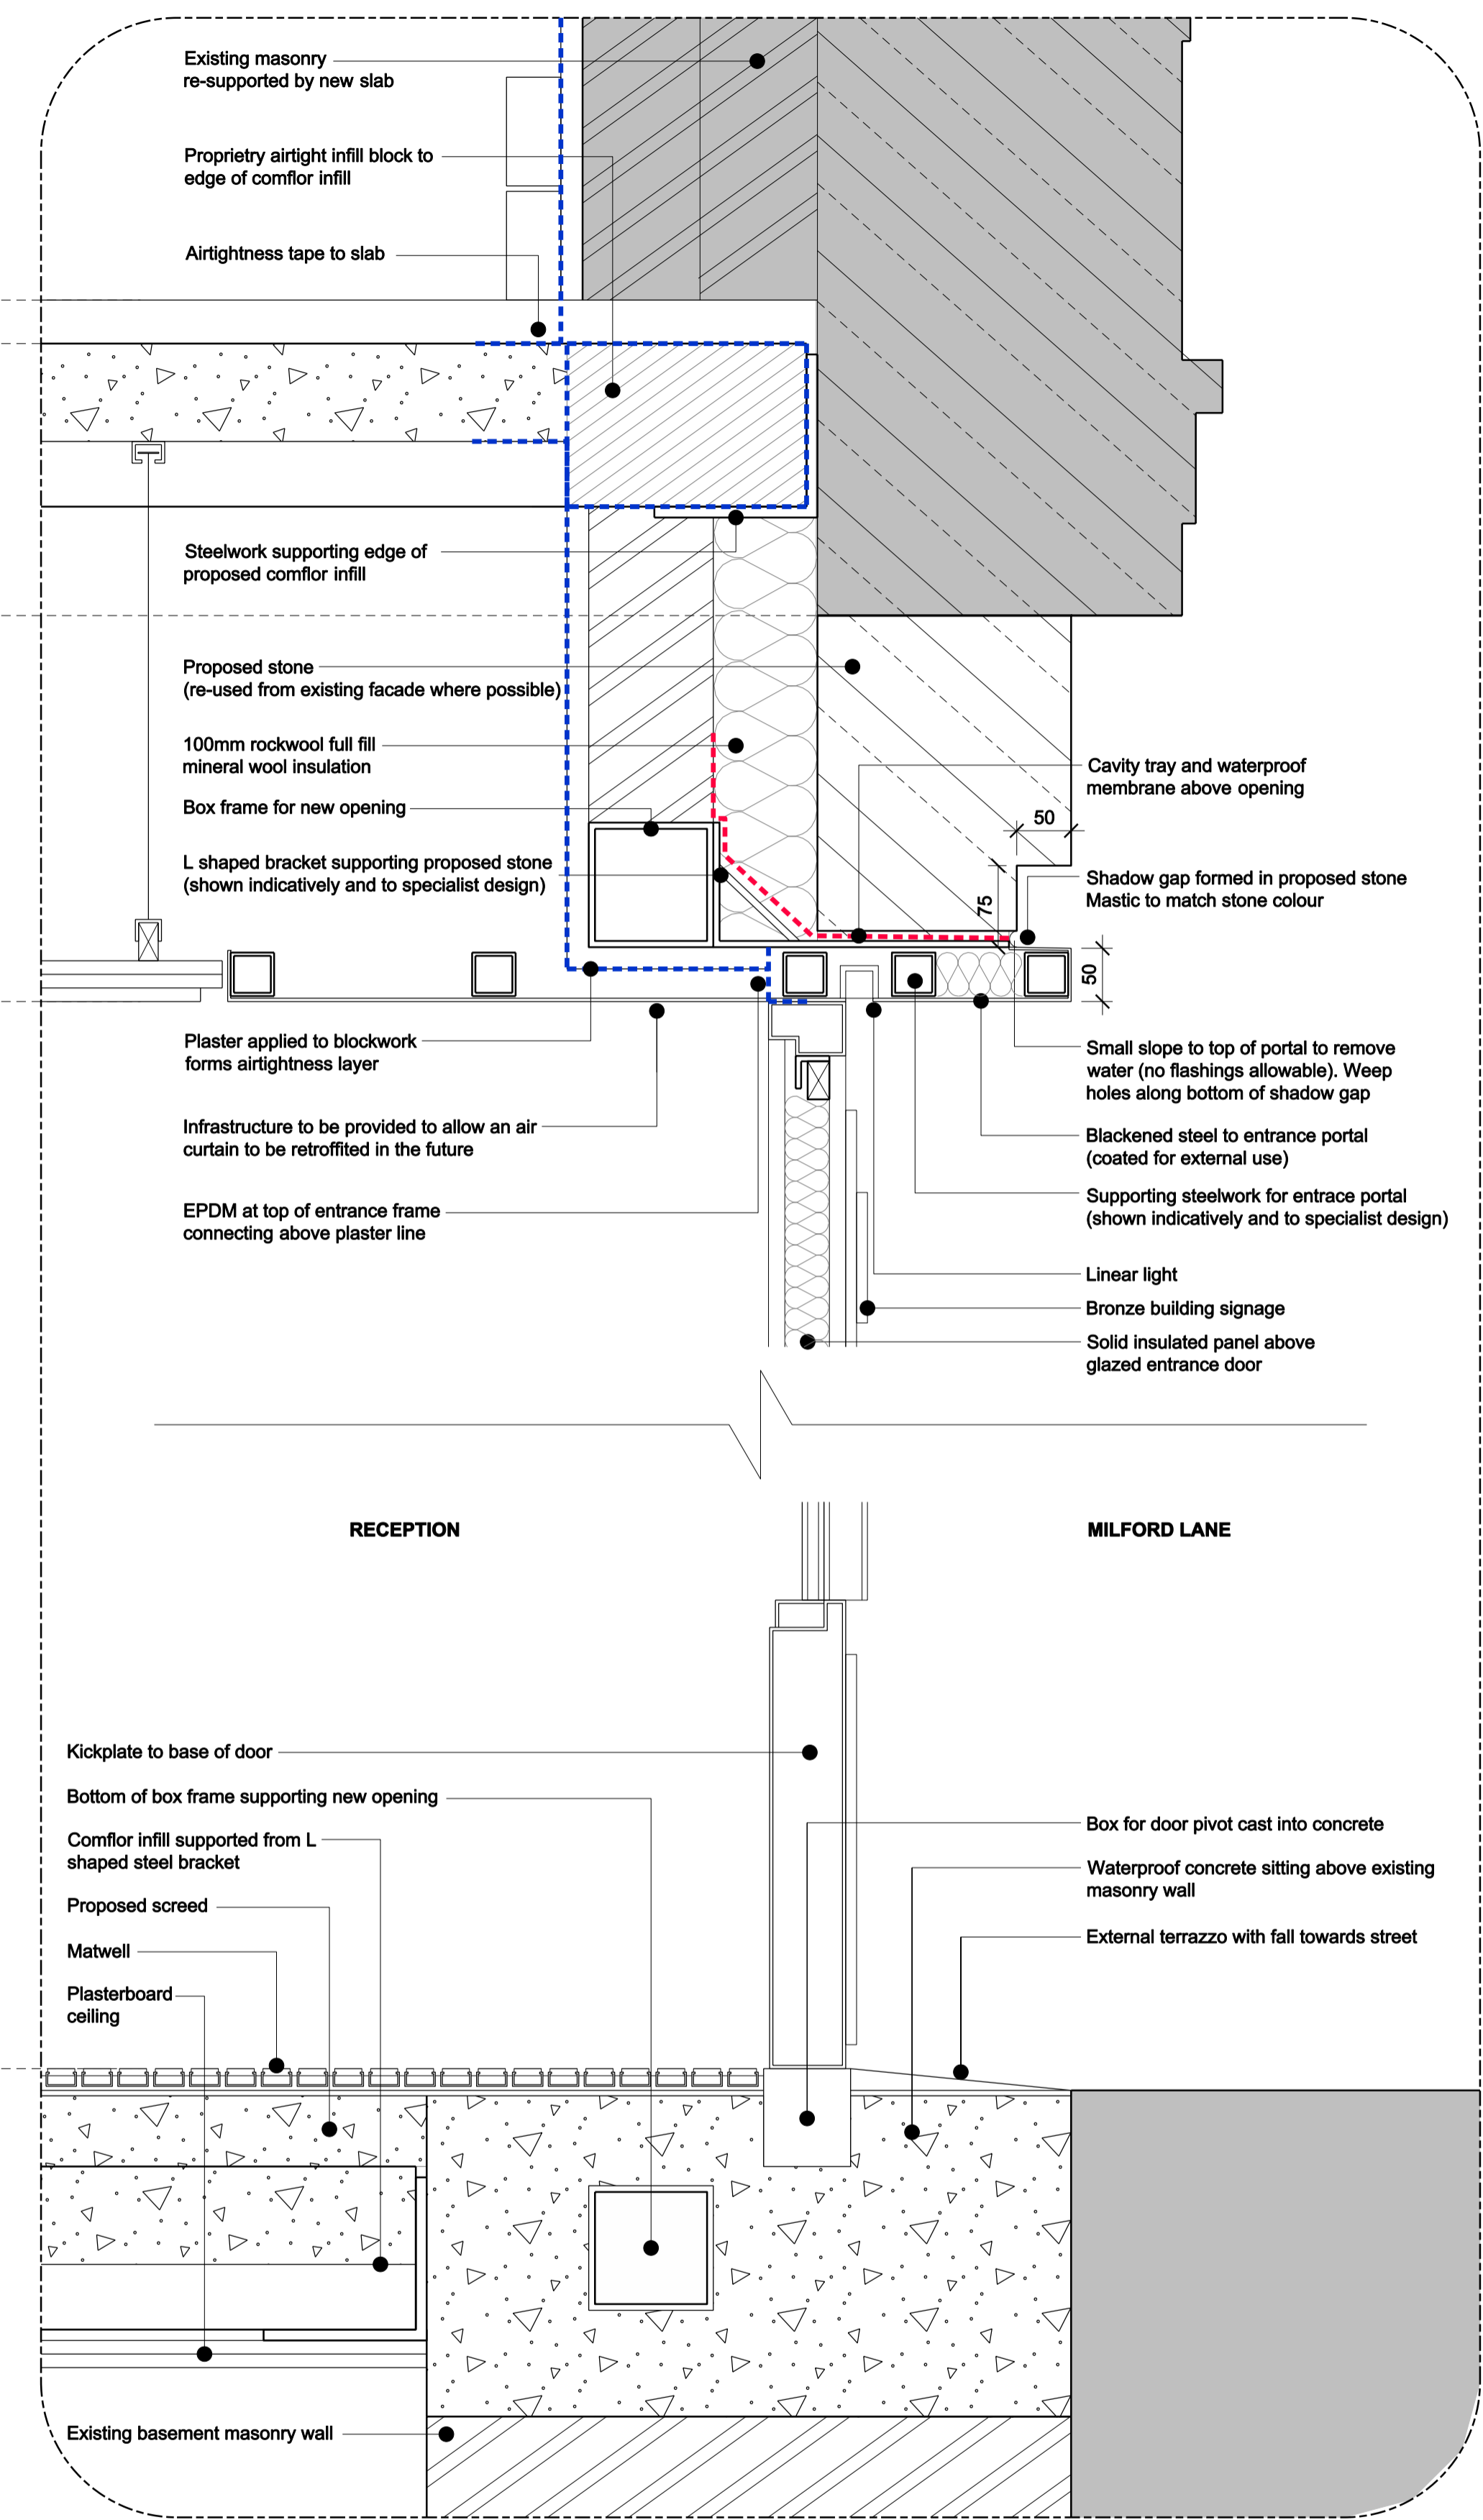 Existing masonry
re-supported by new slab
Proprietry airtight infill block to
edge of comflor infill
Airtightness tape to slab
Steelwork supporting edge of
proposed comflor infill
Proposed stone
(re-used from existing facade where possible)
100mm rockwool full fill
mineral wool insulation
Box frame for new opening
L shaped bracket supporting proposed stone
(shown indicatively and to specialist design)
Cavity tray and waterproof
membrane above opening
50
75
Shadow gap formed in proposed stone
Mastic to match stone colour
50
Plaster applied to blockwork
forms airtightness layer
Infrastructure to be provided to allow an air
curtain to be retroffited in the future
EPDM at top of entrance frame
connecting above plaster line
Small slope to top of portal to remove
water (no flashings allowable). Weep
holes along bottom of shadow gap
Blackened steel to entrance portal
(coated for external use)
Supporting steelwork for entrace portal
(shown indicatively and to specialist design)
Linear light
Bronze building signage
Solid insulated panel above
glazed entrance door
RECEPTION
MILFORD LANE
Kickplate to base of door
Bottom of box frame supporting new opening
Comflor infill supported from L
shaped steel bracket
Proposed screed
Matwell
Plasterboard
ceiling
Existing basement masonry wall
Box for door pivot cast into concrete
Waterproof concrete sitting above existing
masonry wall
External terrazzo with fall towards street